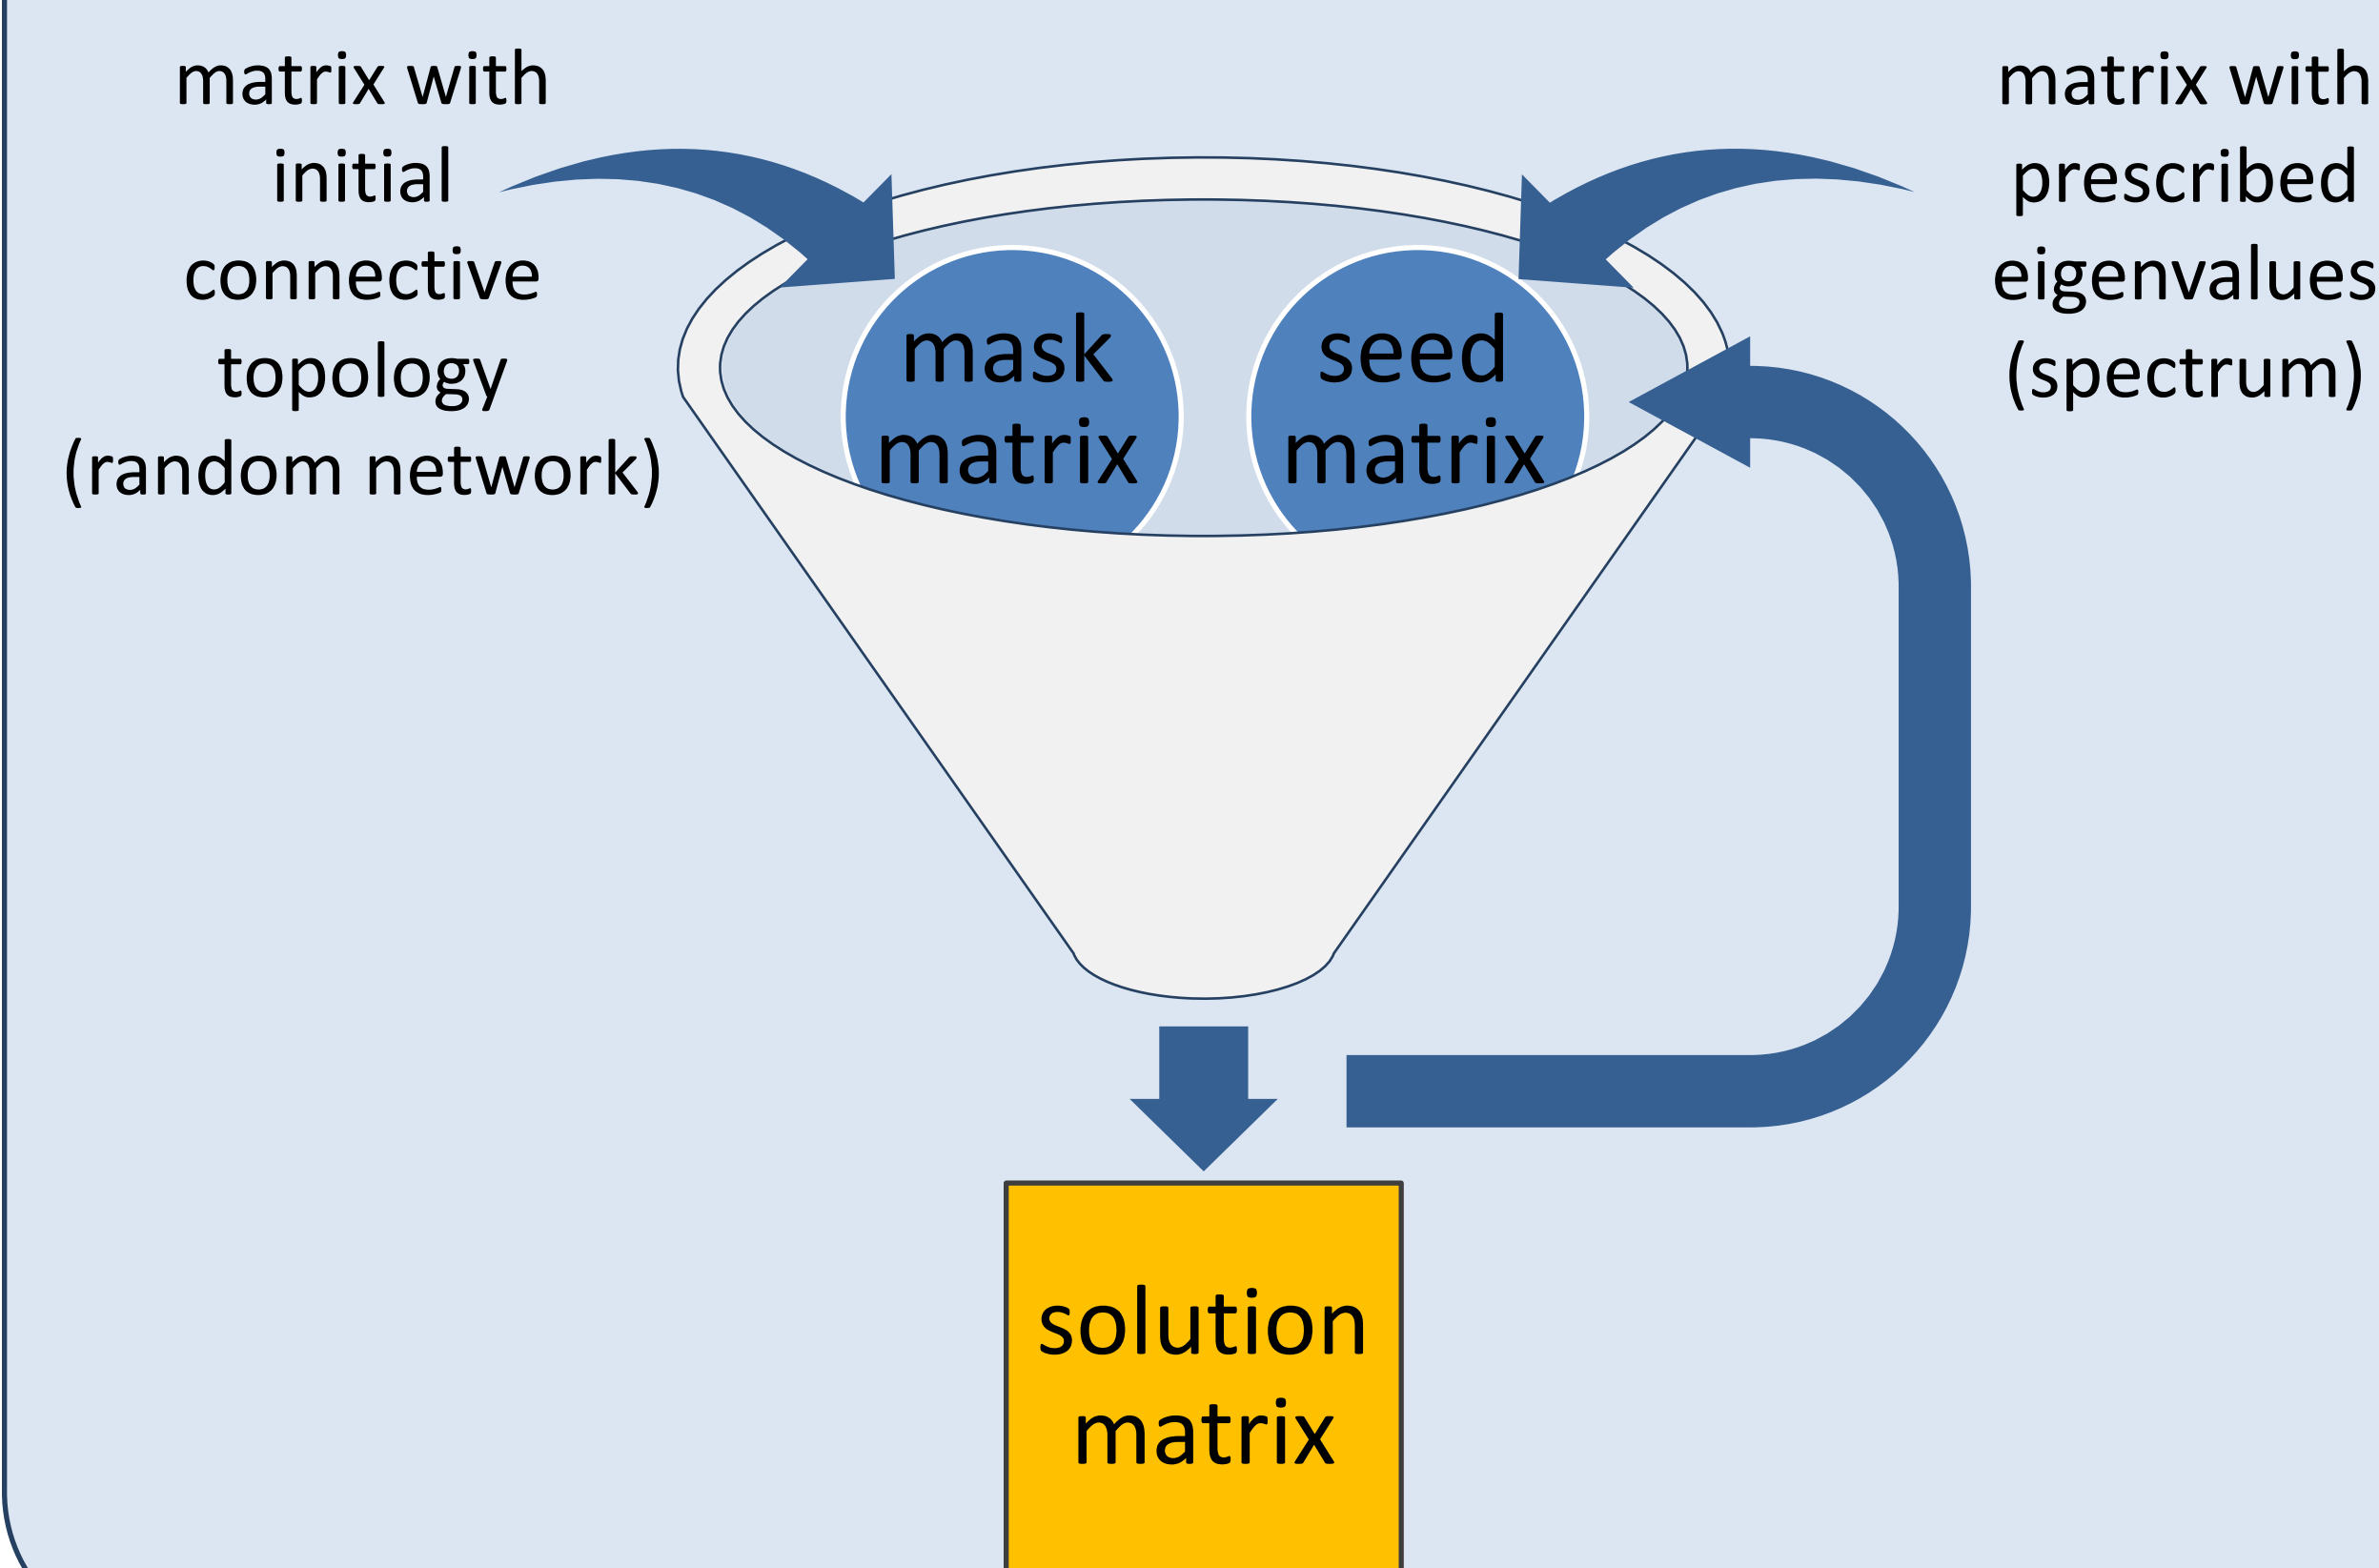 matrix with
initial
connective
topology
(random network)
mask
matrix
seed
matrix
matrix with
prescribed
eigenvalues
(spectrum)
solution
matrix